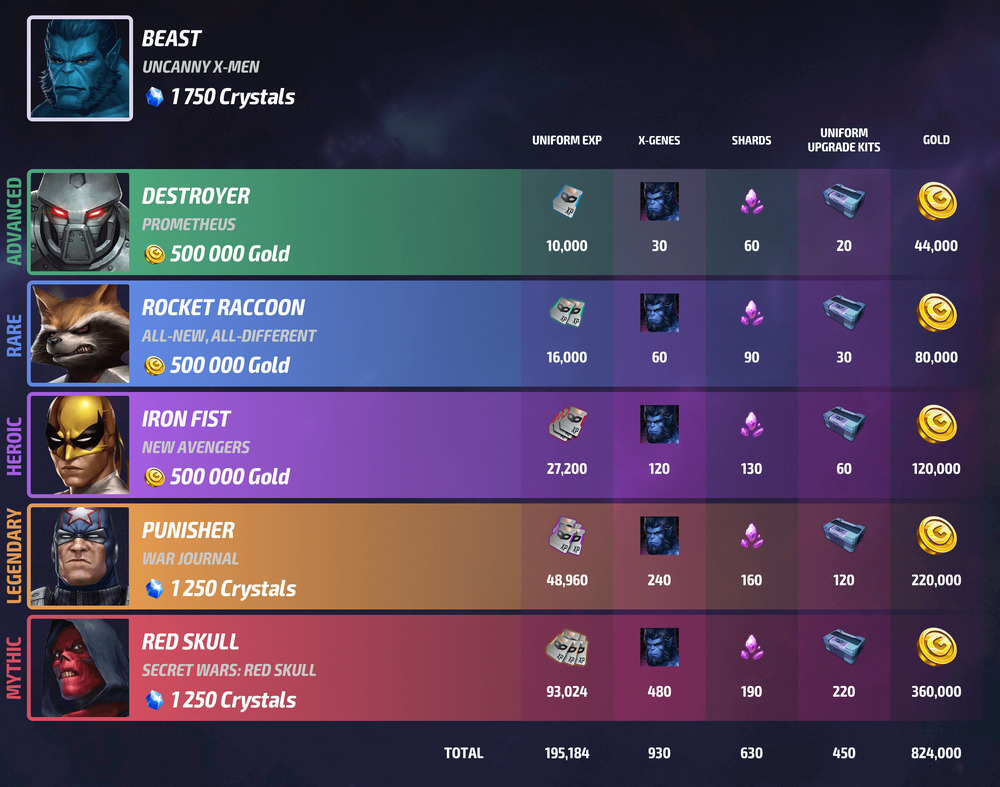 BEAST
UNCANNY X-MEN
1 750 Crystals
UNIFORM EXP X-GENES SHARDS UNIFORM UPGRADE KITS GOLD
ADVANCED
DESTROYER
PROMETHEUS
500 000 Gold
10,000 30 60 20 44,000
RARE
ROCKET RACCOON
ALL-NEW, ALL-DIFFERENT
500 000 Gold
16,000 60 90 30 80,000
HEROIC
IRON FIST
NEW AVENGERS
500 000 Gold
27,200 120 130 60 120,000
LEGENDARY
PUNISHER
WAR JOURNAL
1 250 Crystals
48,960 240 160 120 220,000
MYTHIC
RED SKULL
SECRET WARS: RED SKULL
1 250 Crystals
93,024 480 190 220 360,000
TOTAL 195,184 930 630 450 824,000